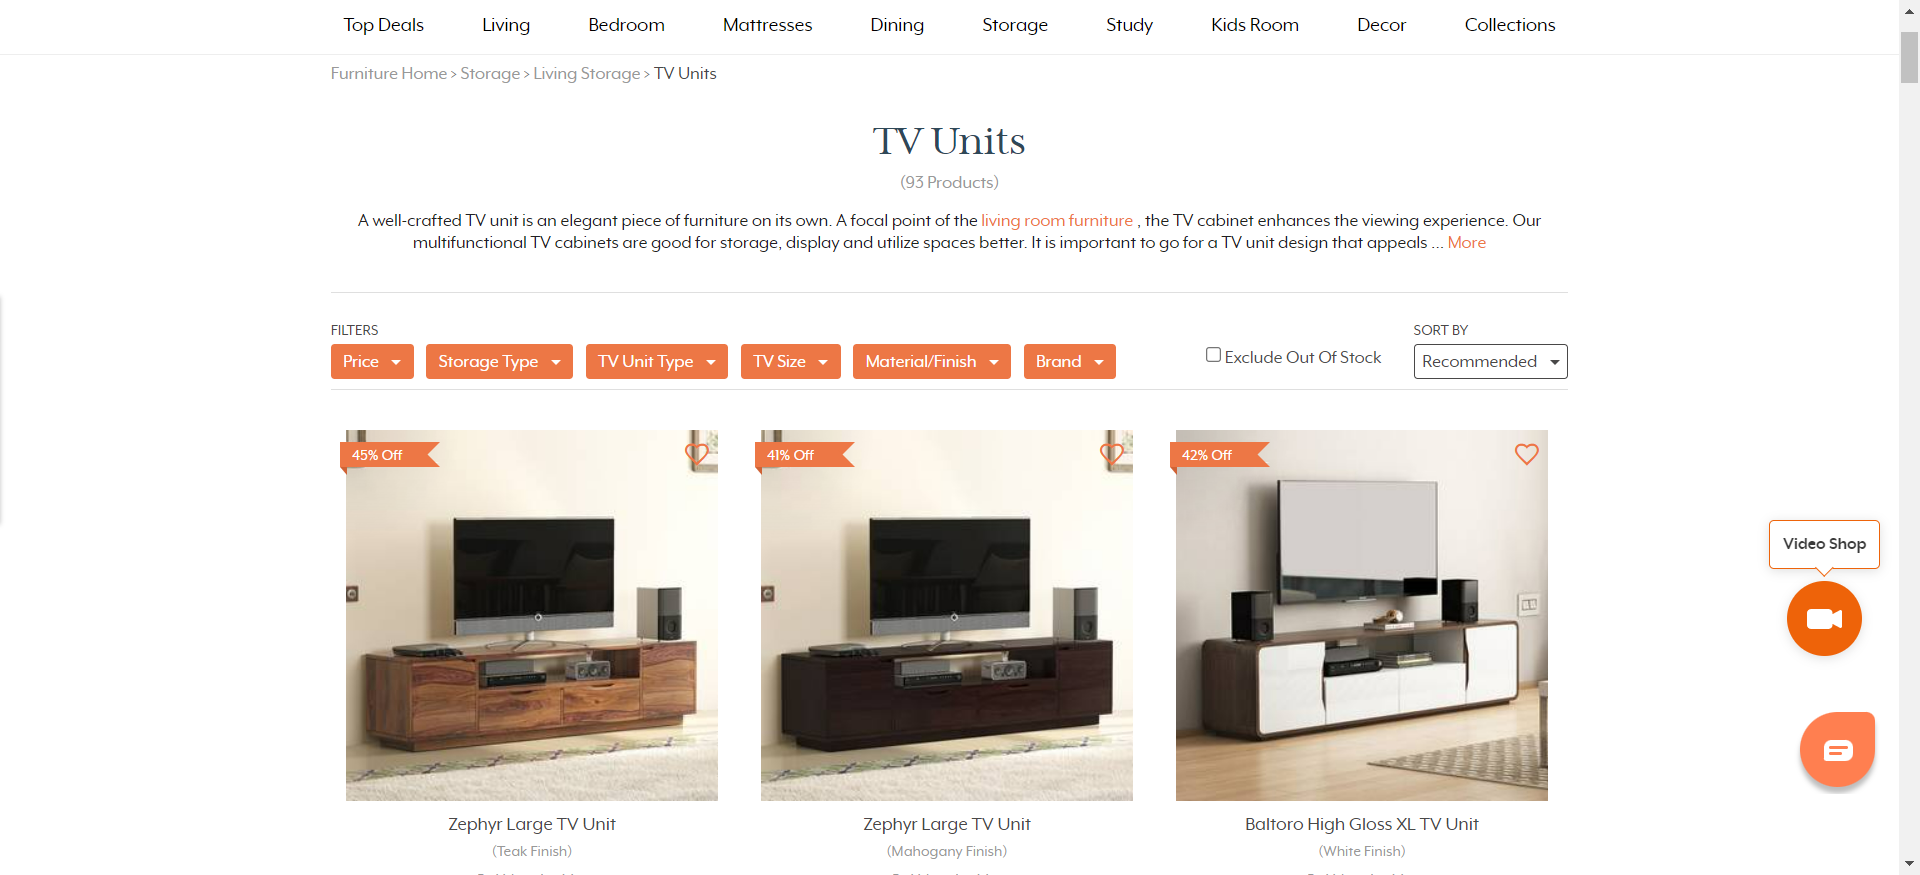 Top Deals Living Bedroom Mattresses Dining Storage Study Kids Room Decor Collections
Furniture Home > Storage > Living Storage > TV Units
TV Units
(93 Products)
A well-crafted TV unit is an elegant piece of furniture on its own. A focal point of the living room furniture , the TV cabinet enhances the viewing experience. Our
multifunctional TV cabinets are good for storage, display and utilize spaces better. It is important to go for a TV unit design that appeals ... More
FILTERS
SORT BY
Price Storage Type TV Unit Type TV Size Material/Finish Brand Exclude Out Of Stock Recommended
45% Off
41% Off
42% Off
Video Shop
Zephyr Large TV Unit
(Teak Finish)
Zephyr Large TV Unit
(Mahogany Finish)
Baltoro High Gloss XL TV Unit
(White Finish)